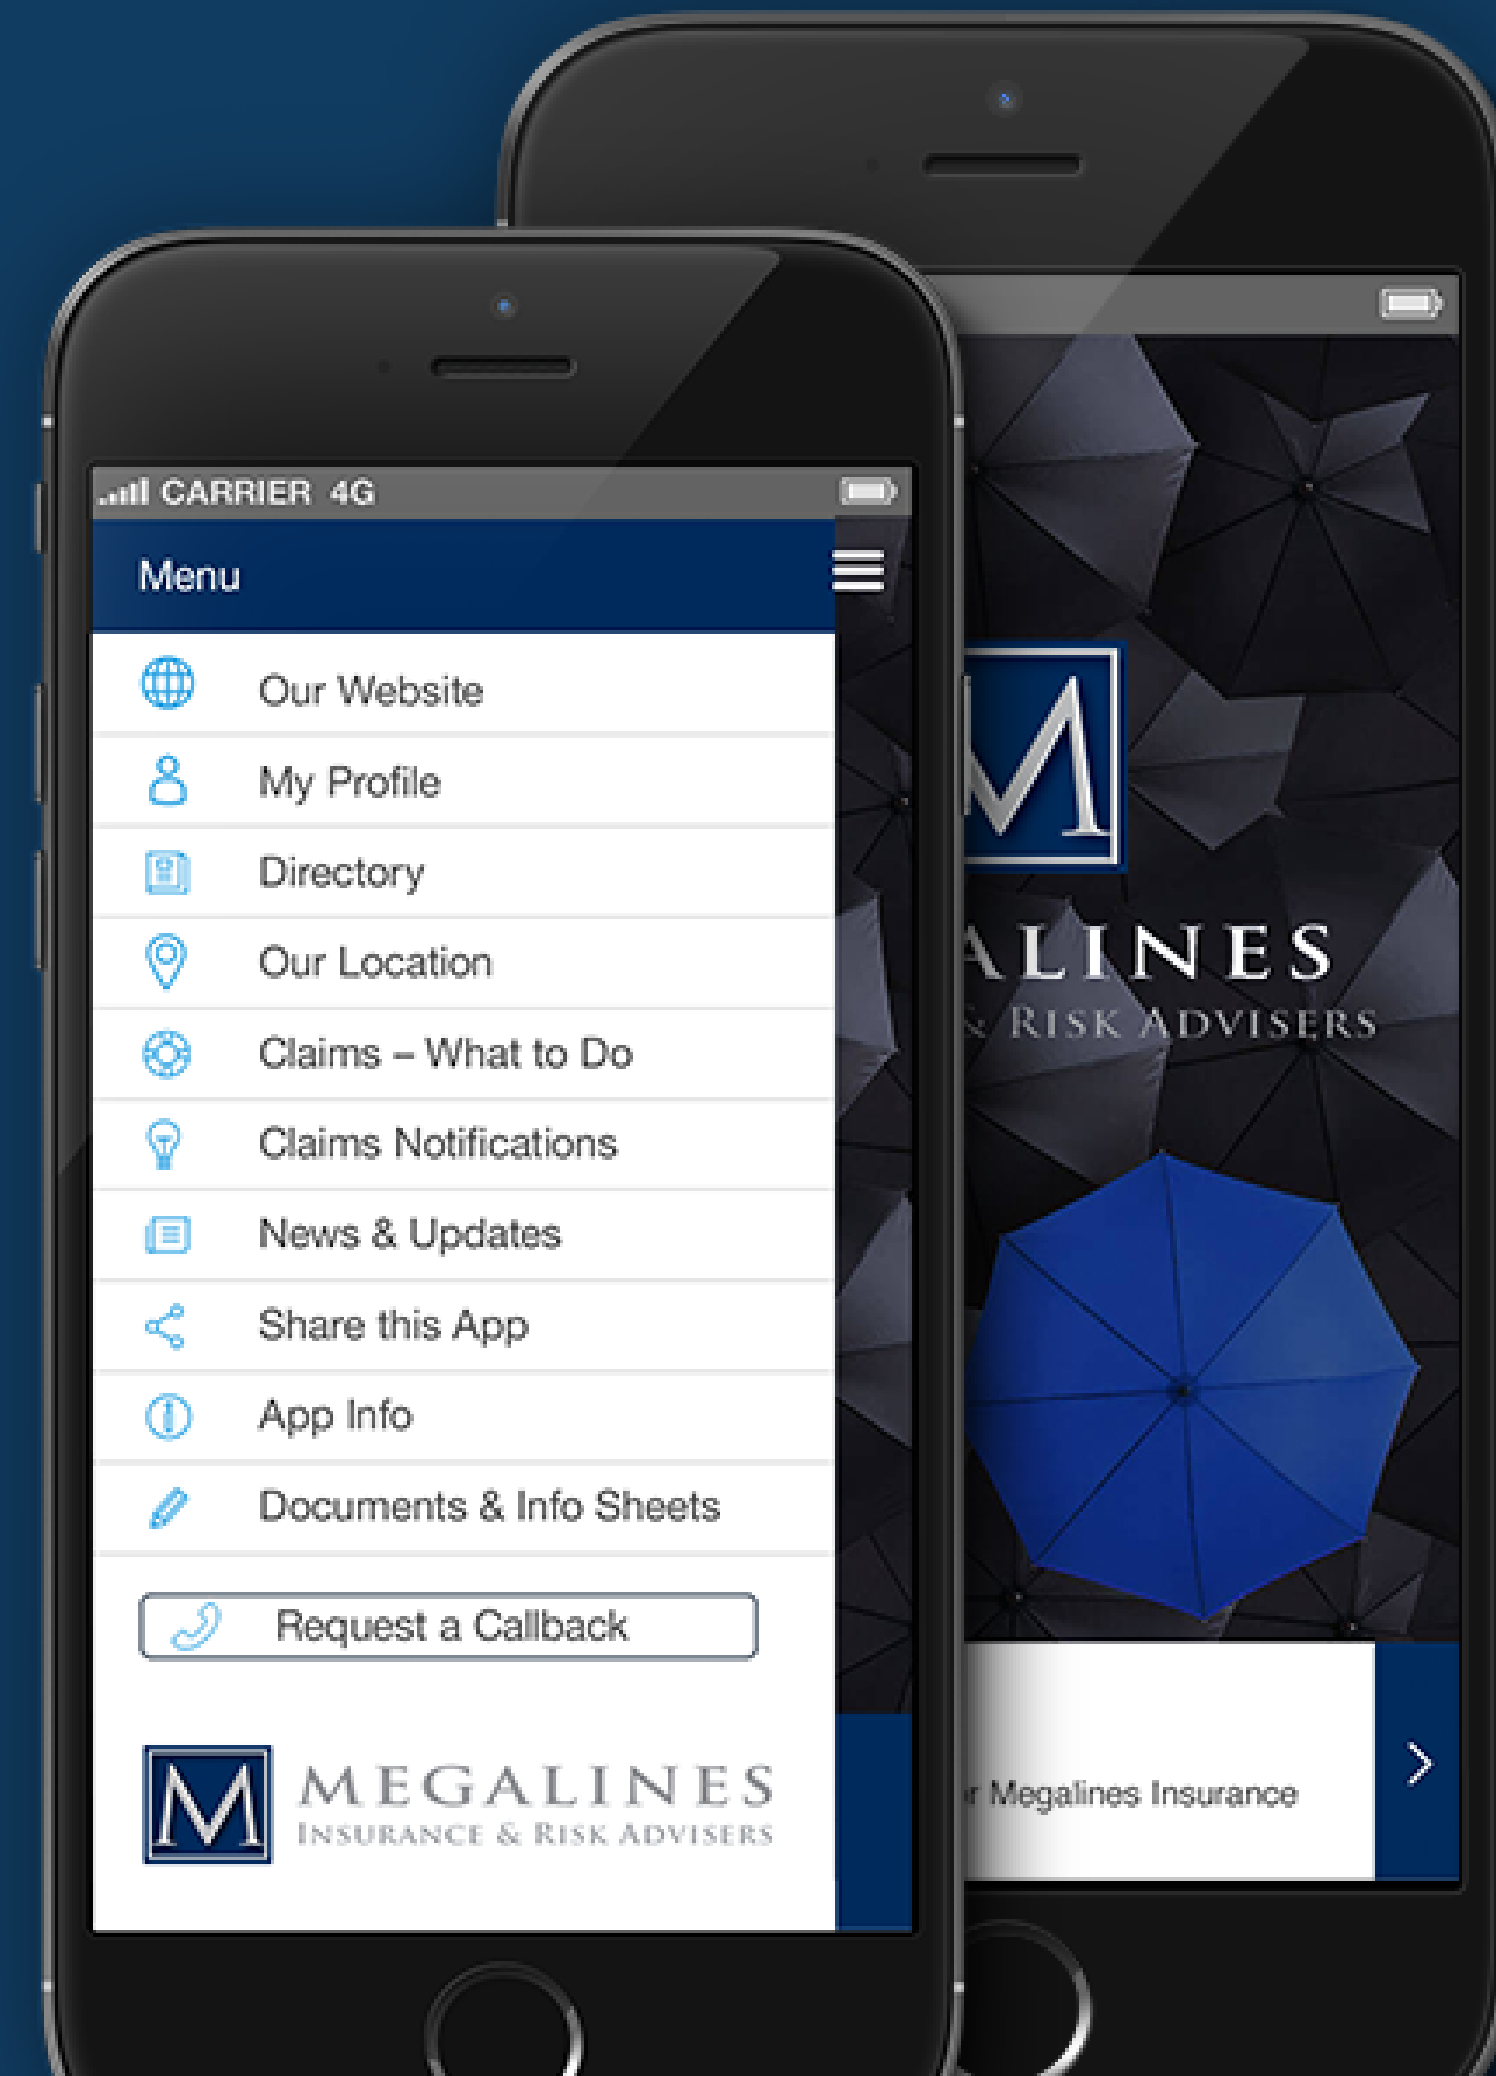 CARRIER 4G
Menu
Our Website
My Profile
Directory
Our Location
Claims – What to Do
Claims Notifications
News & Updates
Share this App
App Info
Documents & Info Sheets
Request a Callback
M MEGALINES
INSURANCE & RISK ADVISERS
M
ALINES
& RISK ADVISERS
r Megalines Insurance